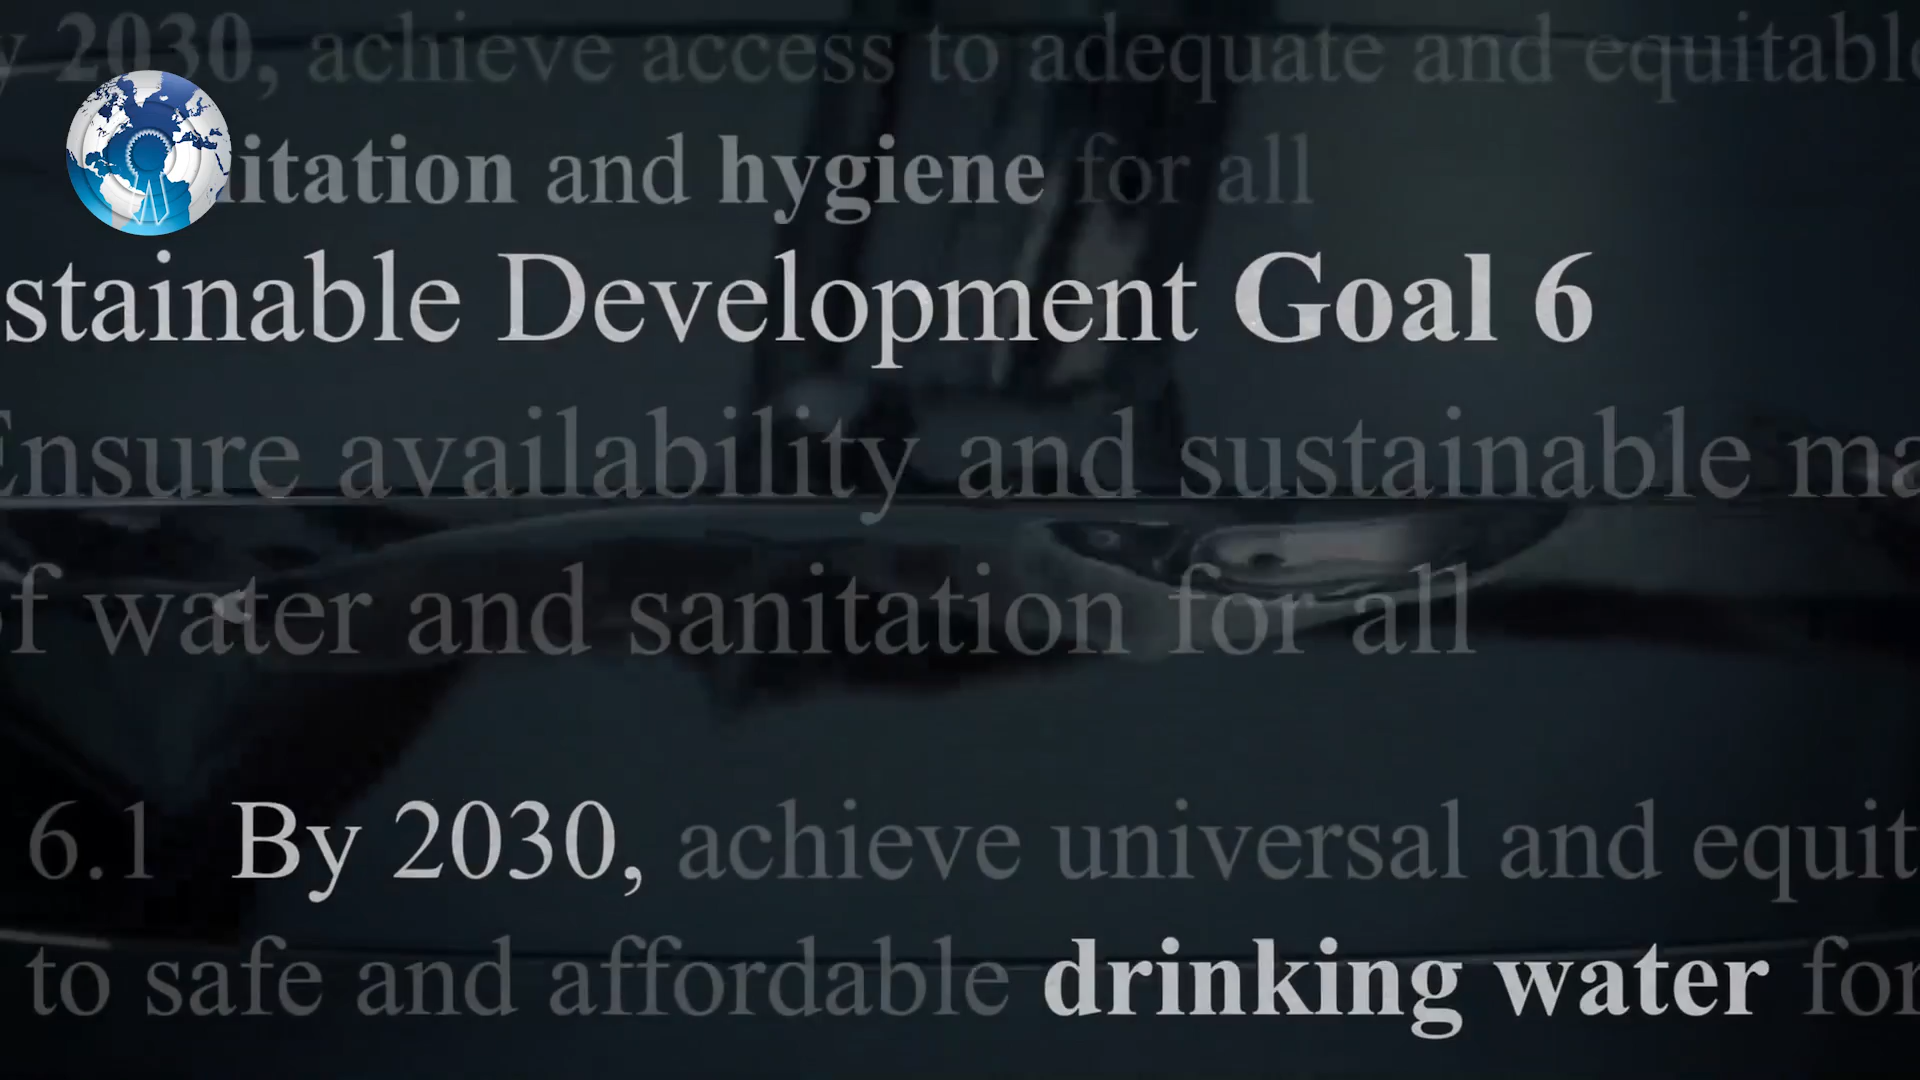 y 2030, achieve access to adequate and equitable
itation and hygiene for all
stainable Development Goal 6
Ensure availability and sustainable ma
of water and sanitation for all
6.1 By 2030, achieve universal and equit
to safe and affordable drinking water for